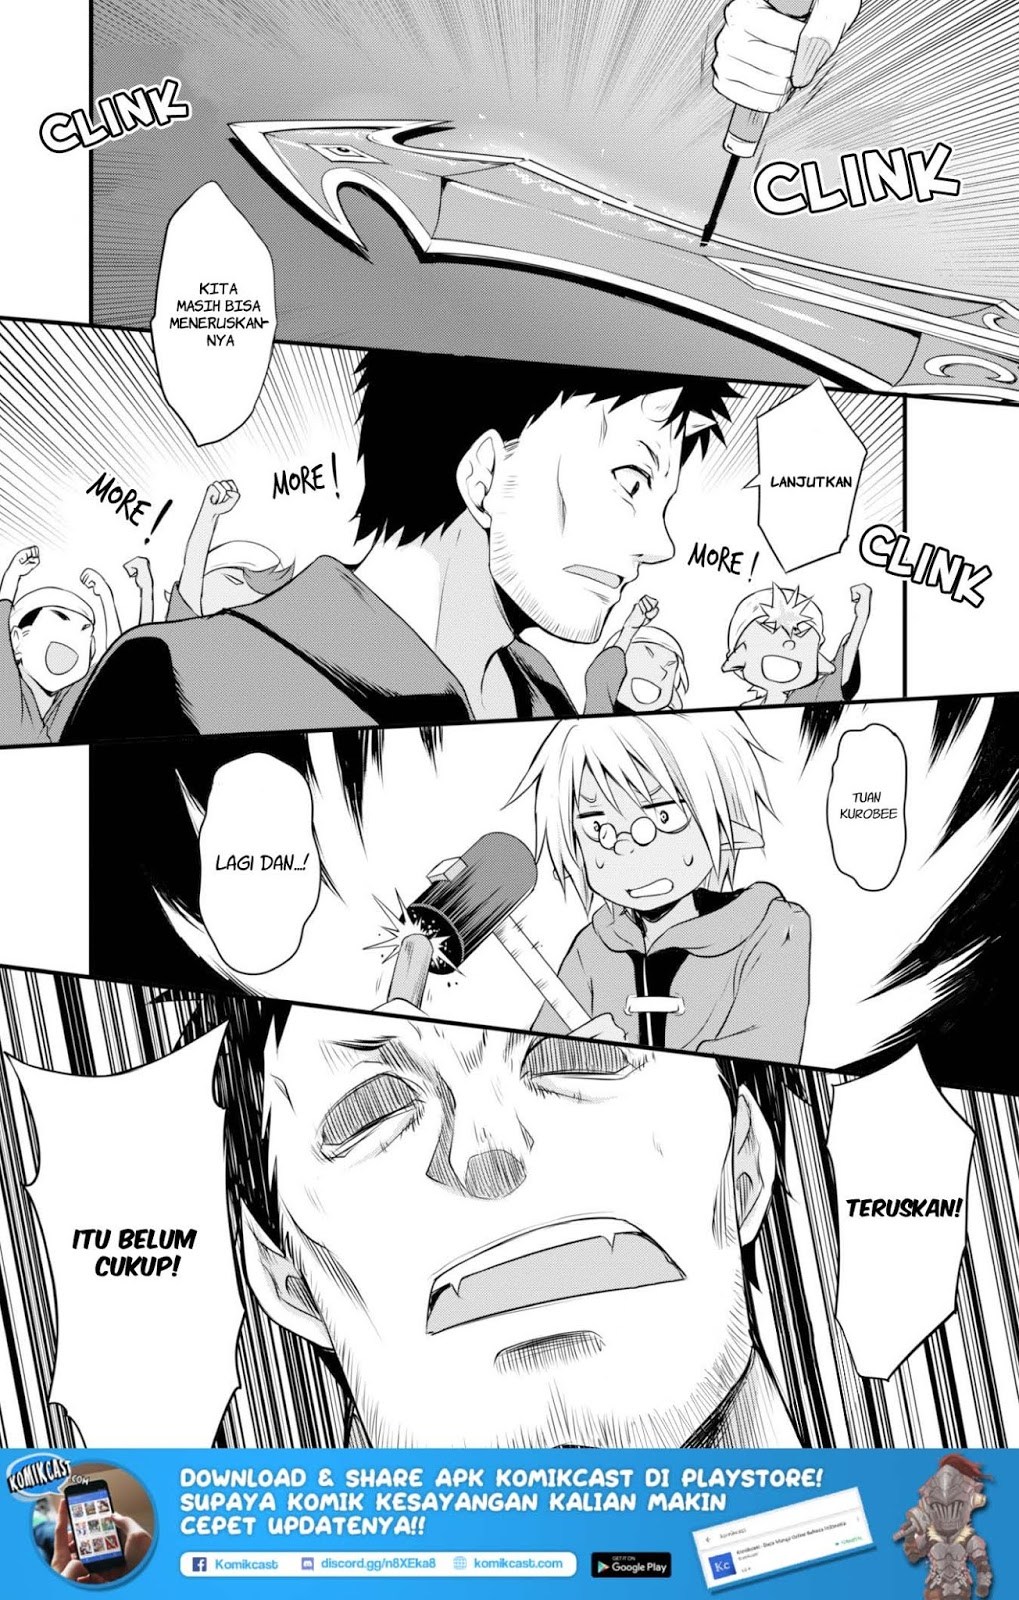 CLINK
CLINK
KITA
MASIH BISA
MENERUSKAN-
NYA
LANJUTKAN
MORE!
MORE!
MORE!
CLINK
TUAN
KUROBEE
LAGI DAN...!
TERUSKAN!
ITU BELUM
CUKUP!
KOMIKCAST.COM
DOWNLOAD & SHARE APK KOMIKCAST DI PLAYSTORE!
SUPAYA KOMIK KESAYANGAN KALIAN MAKIN
CEPET UPDATENYA!!
Komikcast
discord.gg/n8XEka8
komikcast.com
GET IT ON
Google Play
Kc